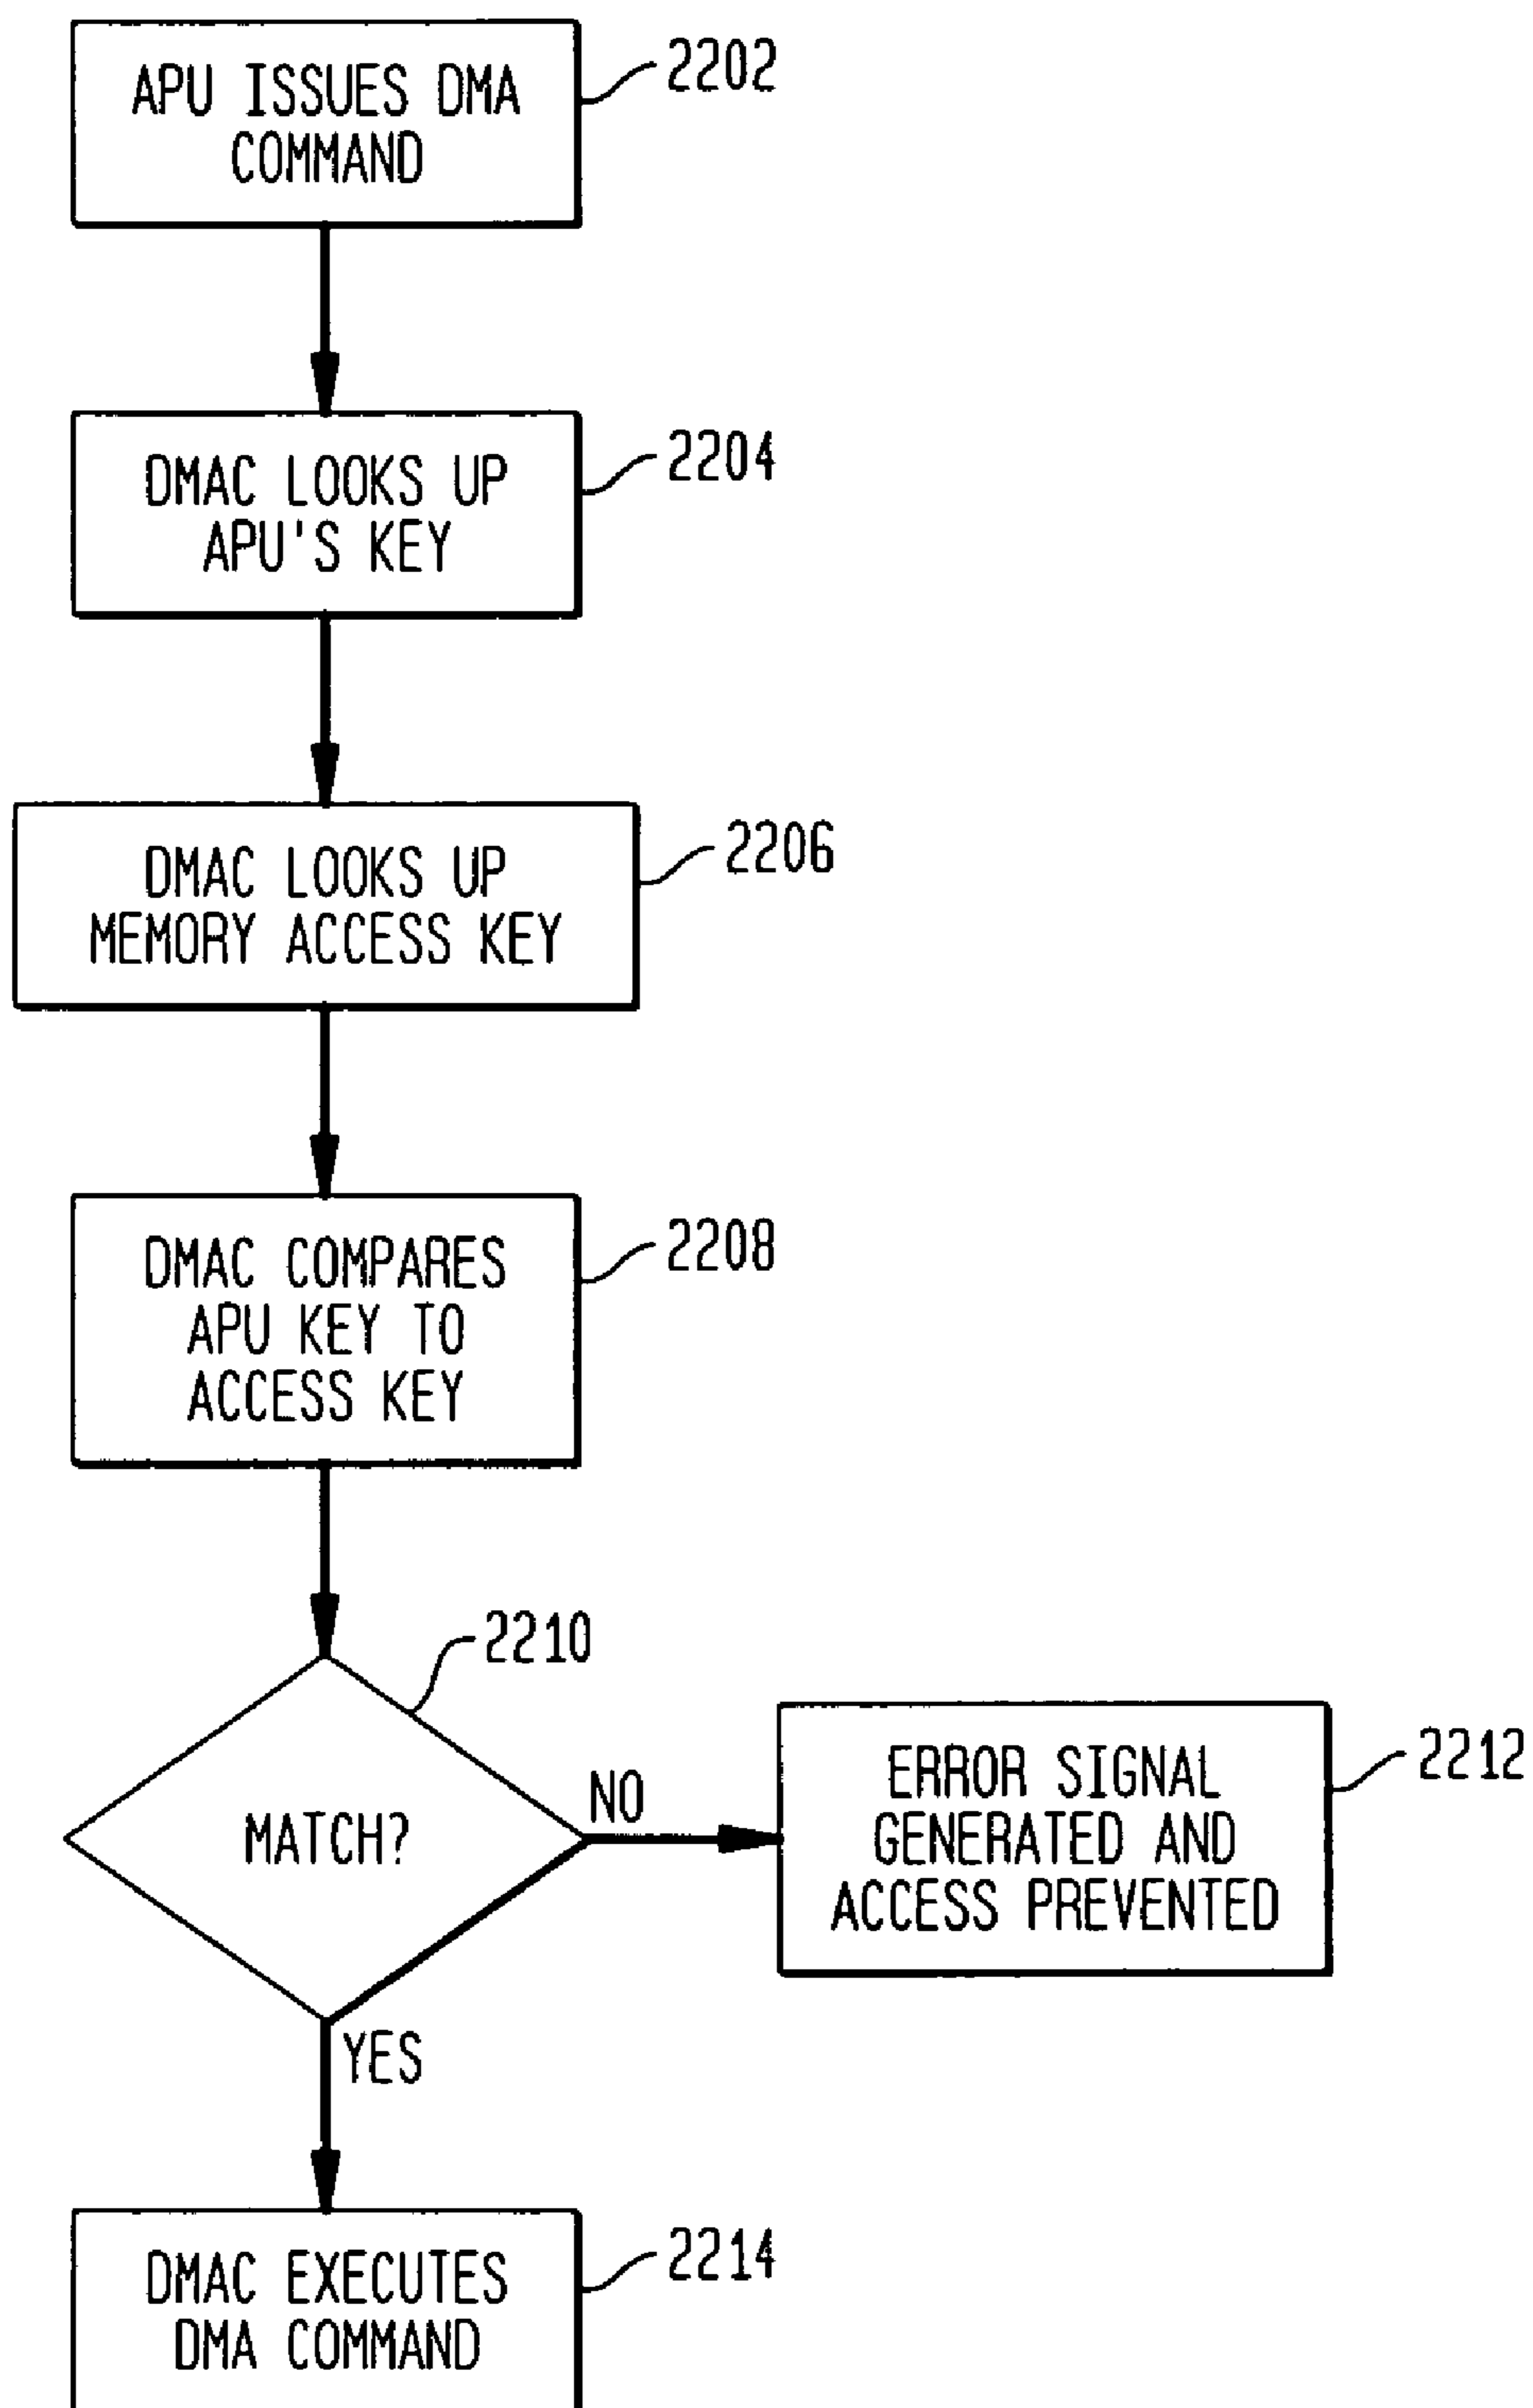 APU ISSUES DMA
COMMAND
2202
DMAC LOOKS UP
APU'S KEY
2204
DMAC LOOKS UP
MEMORY ACCESS KEY
2206
DMAC COMPARES
APU KEY TO
ACCESS KEY
2208
2210
MATCH?
NO
ERROR SIGNAL
GENERATED AND
ACCESS PREVENTED
2212
YES
DMAC EXECUTES
DMA COMMAND
2214